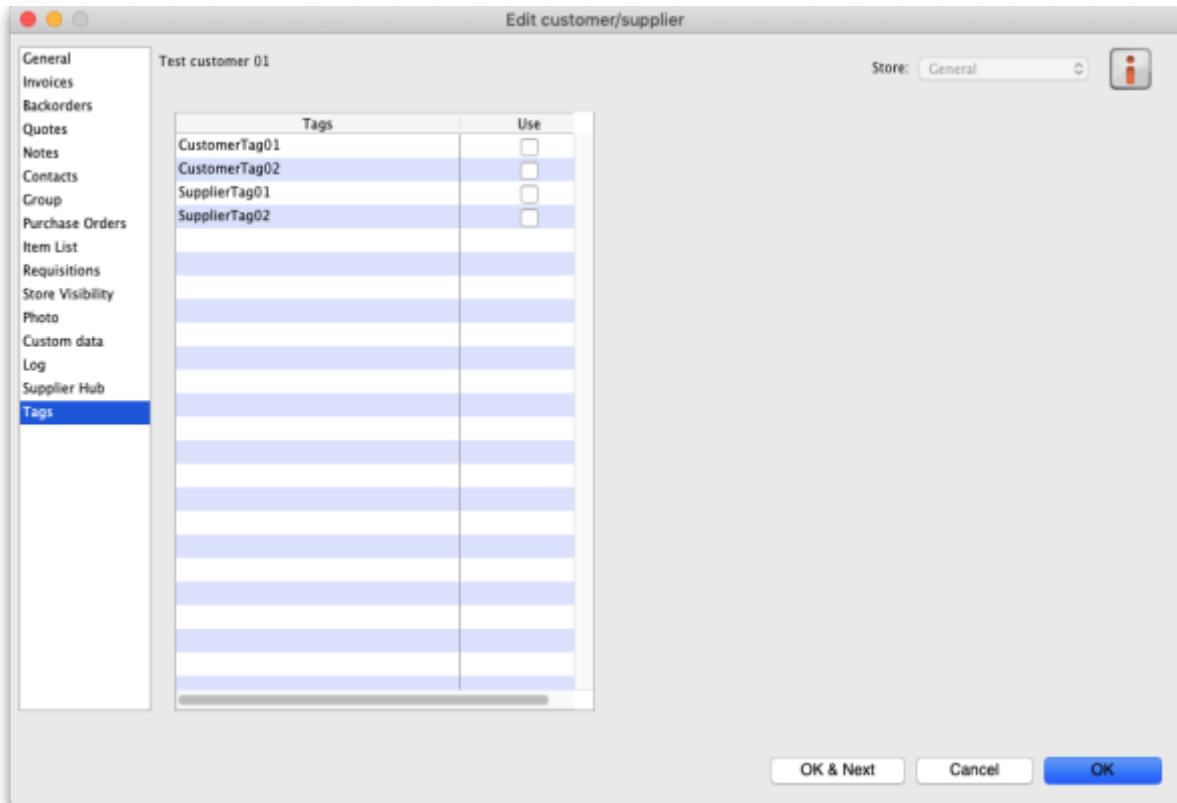 Edit customer/supplier
General
Invoices
Backorders
Quotes
Notes
Contacts
Group
Purchase Orders
Item List
Requisitions
Store Visibility
Photo
Custom data
Log
Supplier Hub
Tags
Test customer 01
Store: General
Tags Use
CustomerTag01
CustomerTag02
SupplierTag01
SupplierTag02
OK & Next Cancel OK